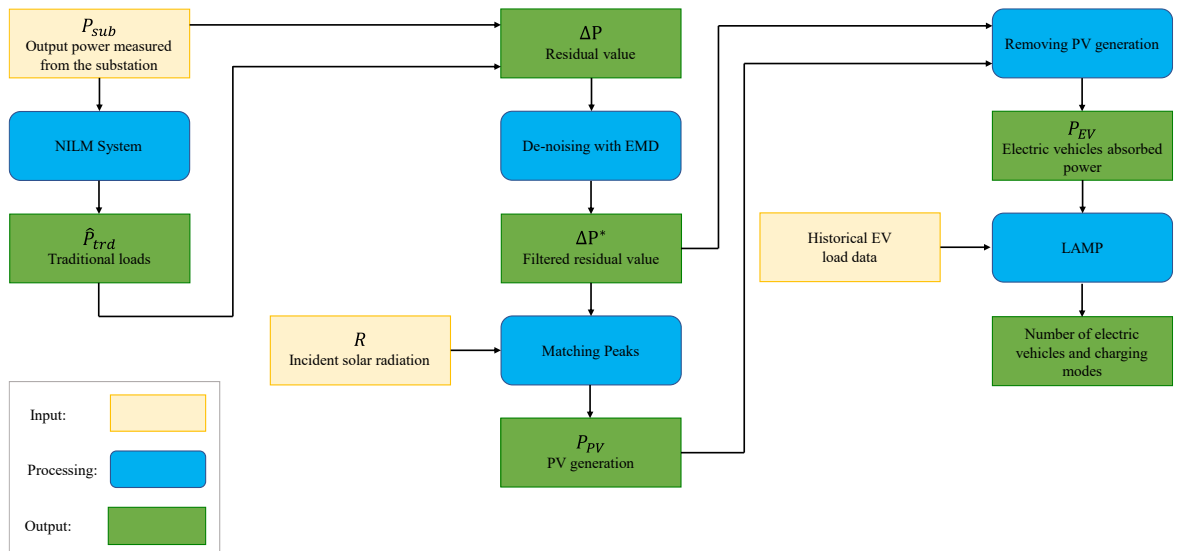 P_sub
Output power measured
from the substation
NILM System
P̂_trd
Traditional loads
ΔP
Residual value
De-noising with EMD
ΔP*
Filtered residual value
R
Incident solar radiation
Matching Peaks
P_PV
PV generation
Removing PV generation
P_EV
Electric vehicles absorbed
power
Historical EV
load data
LAMP
Number of electric
vehicles and charging
modes
Input:
Processing:
Output: